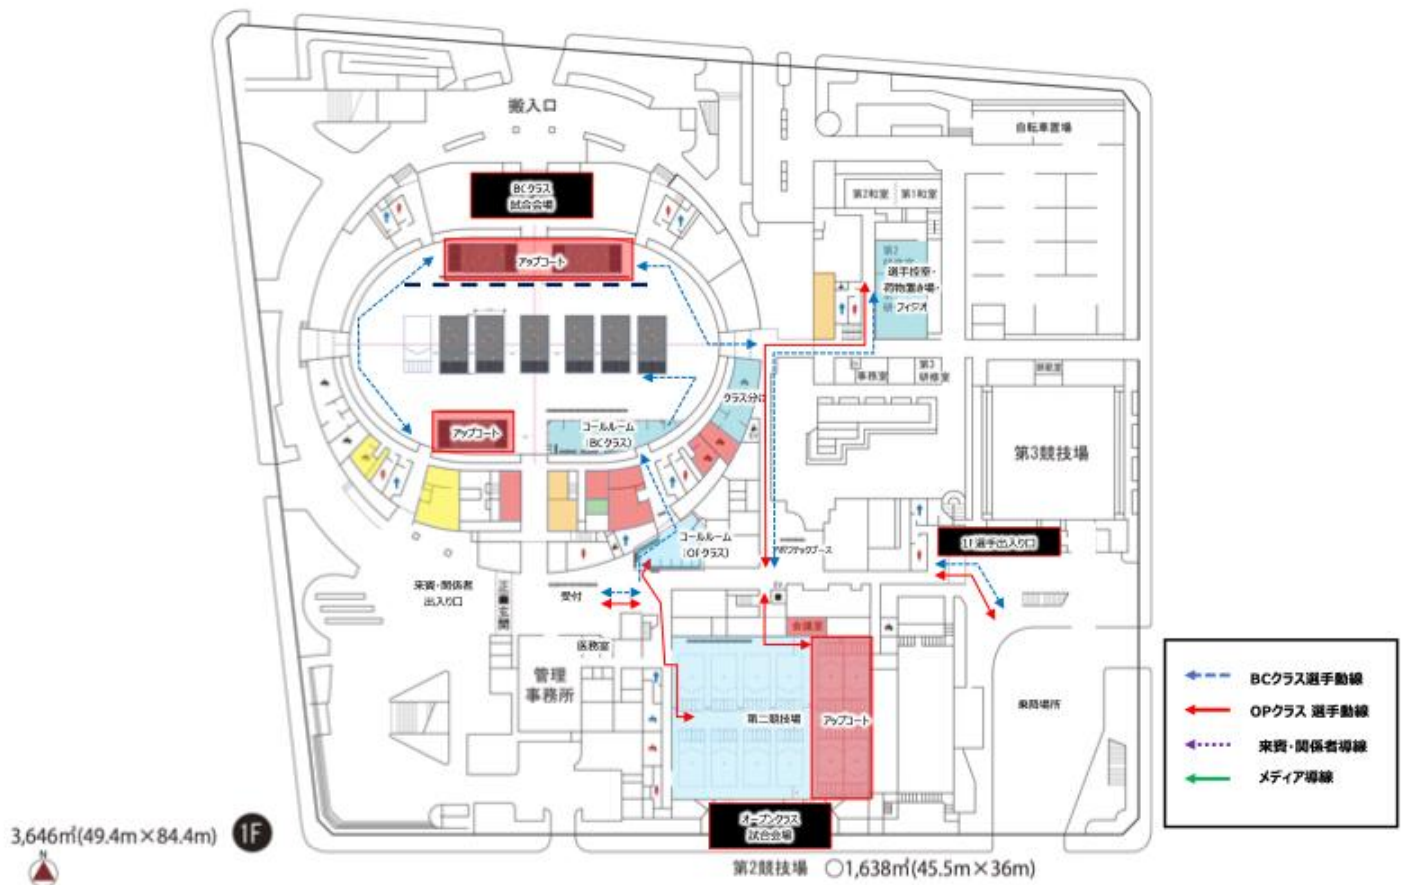 搬入口
自転車置場
BCクラス
試合会場
第2和室
第1和室
アップコート
第2
選手控室・
荷物置き場・
フィジオ
事務室
第3
研修室
クラス分け
第3競技場
アップコート
コールルーム
(BCクラス)
コールルーム
(OPクラス)
1F選手出入り口
来賓・関係者
出入り口
正面玄関
受付
会議室
医務室
管理
事務所
第二競技場
アップコート
乗降場所
BCクラス選手動線
OPクラス 選手動線
来賓・関係者導線
メディア導線
オープンクラス
試合会場
3,646㎡(49.4m×84.4m)
1F
N
第2競技場 ○1,638㎡(45.5m×36m)